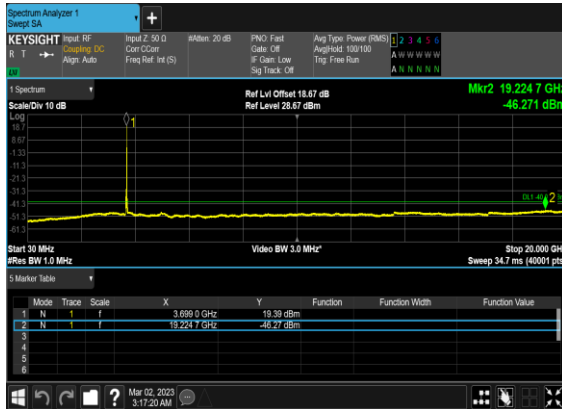 Spectrum Analyzer 1
Swept SA
+
KEYSIGHT Input: RF Input Z: 50 Ω #Atten: 20 dB PNO: Fast Avg Type: Power (RMS) 1 2 3 4 5 6
R T Coupling: DC Corr CCorr Gate: Off Avg|Hold: 100/100 A W W W W W
Align: Auto Freq Ref: Int (S) IF Gain: Low Trig: Free Run
Sig Track: Off A N N N N N
1 Spectrum Ref Lvl Offset 18.67 dB Mkr2 19.224 7 GHz
Scale/Div 10 dB Ref Level 28.67 dBm -46.271 dBm
Log
18.7
8.67
-1.33
-11.3
-21.3
-31.3
-41.3
-51.3
-61.3
1
2
Start 30 MHz Video BW 3.0 MHz* Stop 20.000 GHz
#Res BW 1.0 MHz Sweep 34.7 ms (40001 pts)
5 Marker Table
Mode Trace Scale X Y Function Function Width Function Value
1 N 1 f 3.699 0 GHz 19.39 dBm
2 N 1 f 19.224 7 GHz -46.27 dBm
3
4
5
6
? Mar 02, 2023
3:17:20 AM